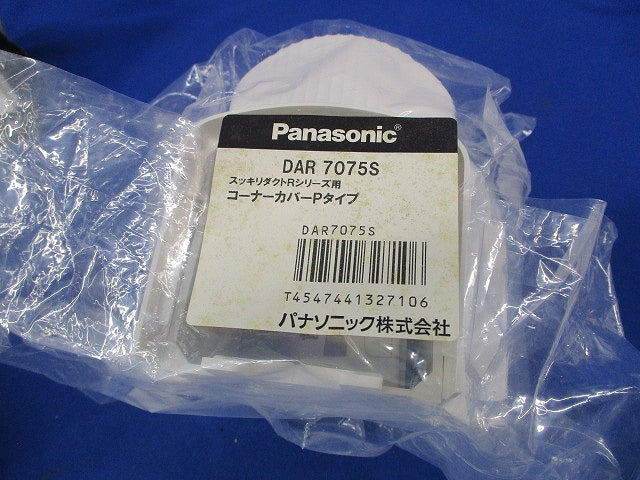 Panasonic®
DAR 7075S
スッキリダクトRシリーズ用
コーナーカバーPタイプ
DAR7075S
T4547441327106
パナソニック株式会社